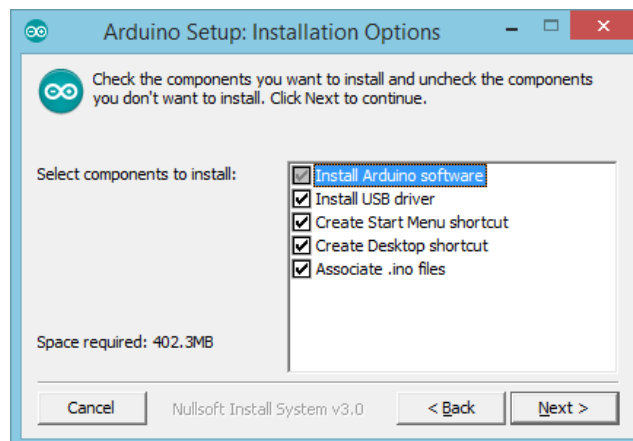 Arduino Setup: Installation Options
Check the components you want to install and uncheck the components
you don't want to install. Click Next to continue.
Select components to install:
Install Arduino software
Install USB driver
Create Start Menu shortcut
Create Desktop shortcut
Associate .ino files
Space required: 402.3MB
Cancel
Nullsoft Install System v3.0
< Back
Next >